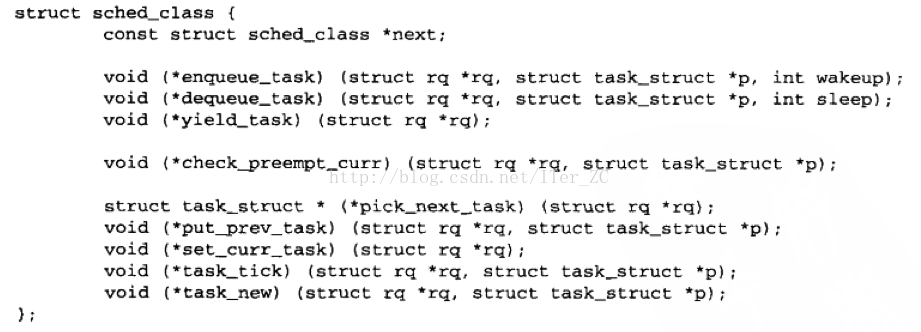 struct sched_class {
const struct sched_class *next;
void (*enqueue_task) (struct rq *rq, struct task_struct *p, int wakeup);
void (*dequeue_task) (struct rq *rq, struct task_struct *p, int sleep);
void (*yield_task) (struct rq *rq);
void (*check_preempt_curr) (struct rq *rq, struct task_struct *p);
http://blog.csdn.net/ITer_ZC
struct task_struct * (*pick_next_task) (struct rq *rq);
void (*put_prev_task) (struct rq *rq, struct task_struct *p);
void (*set_curr_task) (struct rq *rq);
void (*task_tick) (struct rq *rq, struct task_struct *p);
void (*task_new) (struct rq *rq, struct task_struct *p);
};